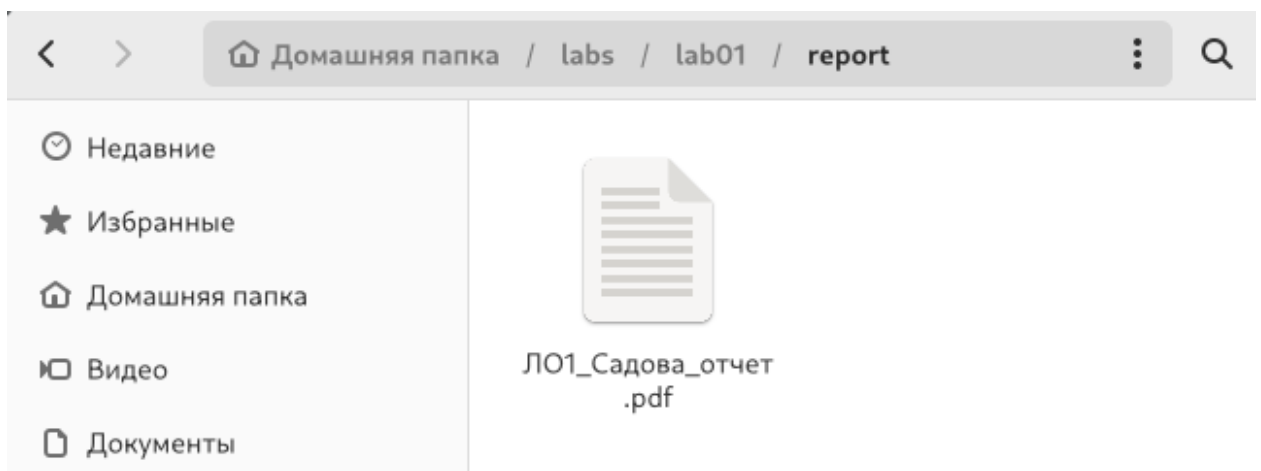 Домашняя папка / labs / lab01 / report
Недавние
Избранные
Домашняя папка
Видео
Документы
ЛО1_Садова_отчет
.pdf